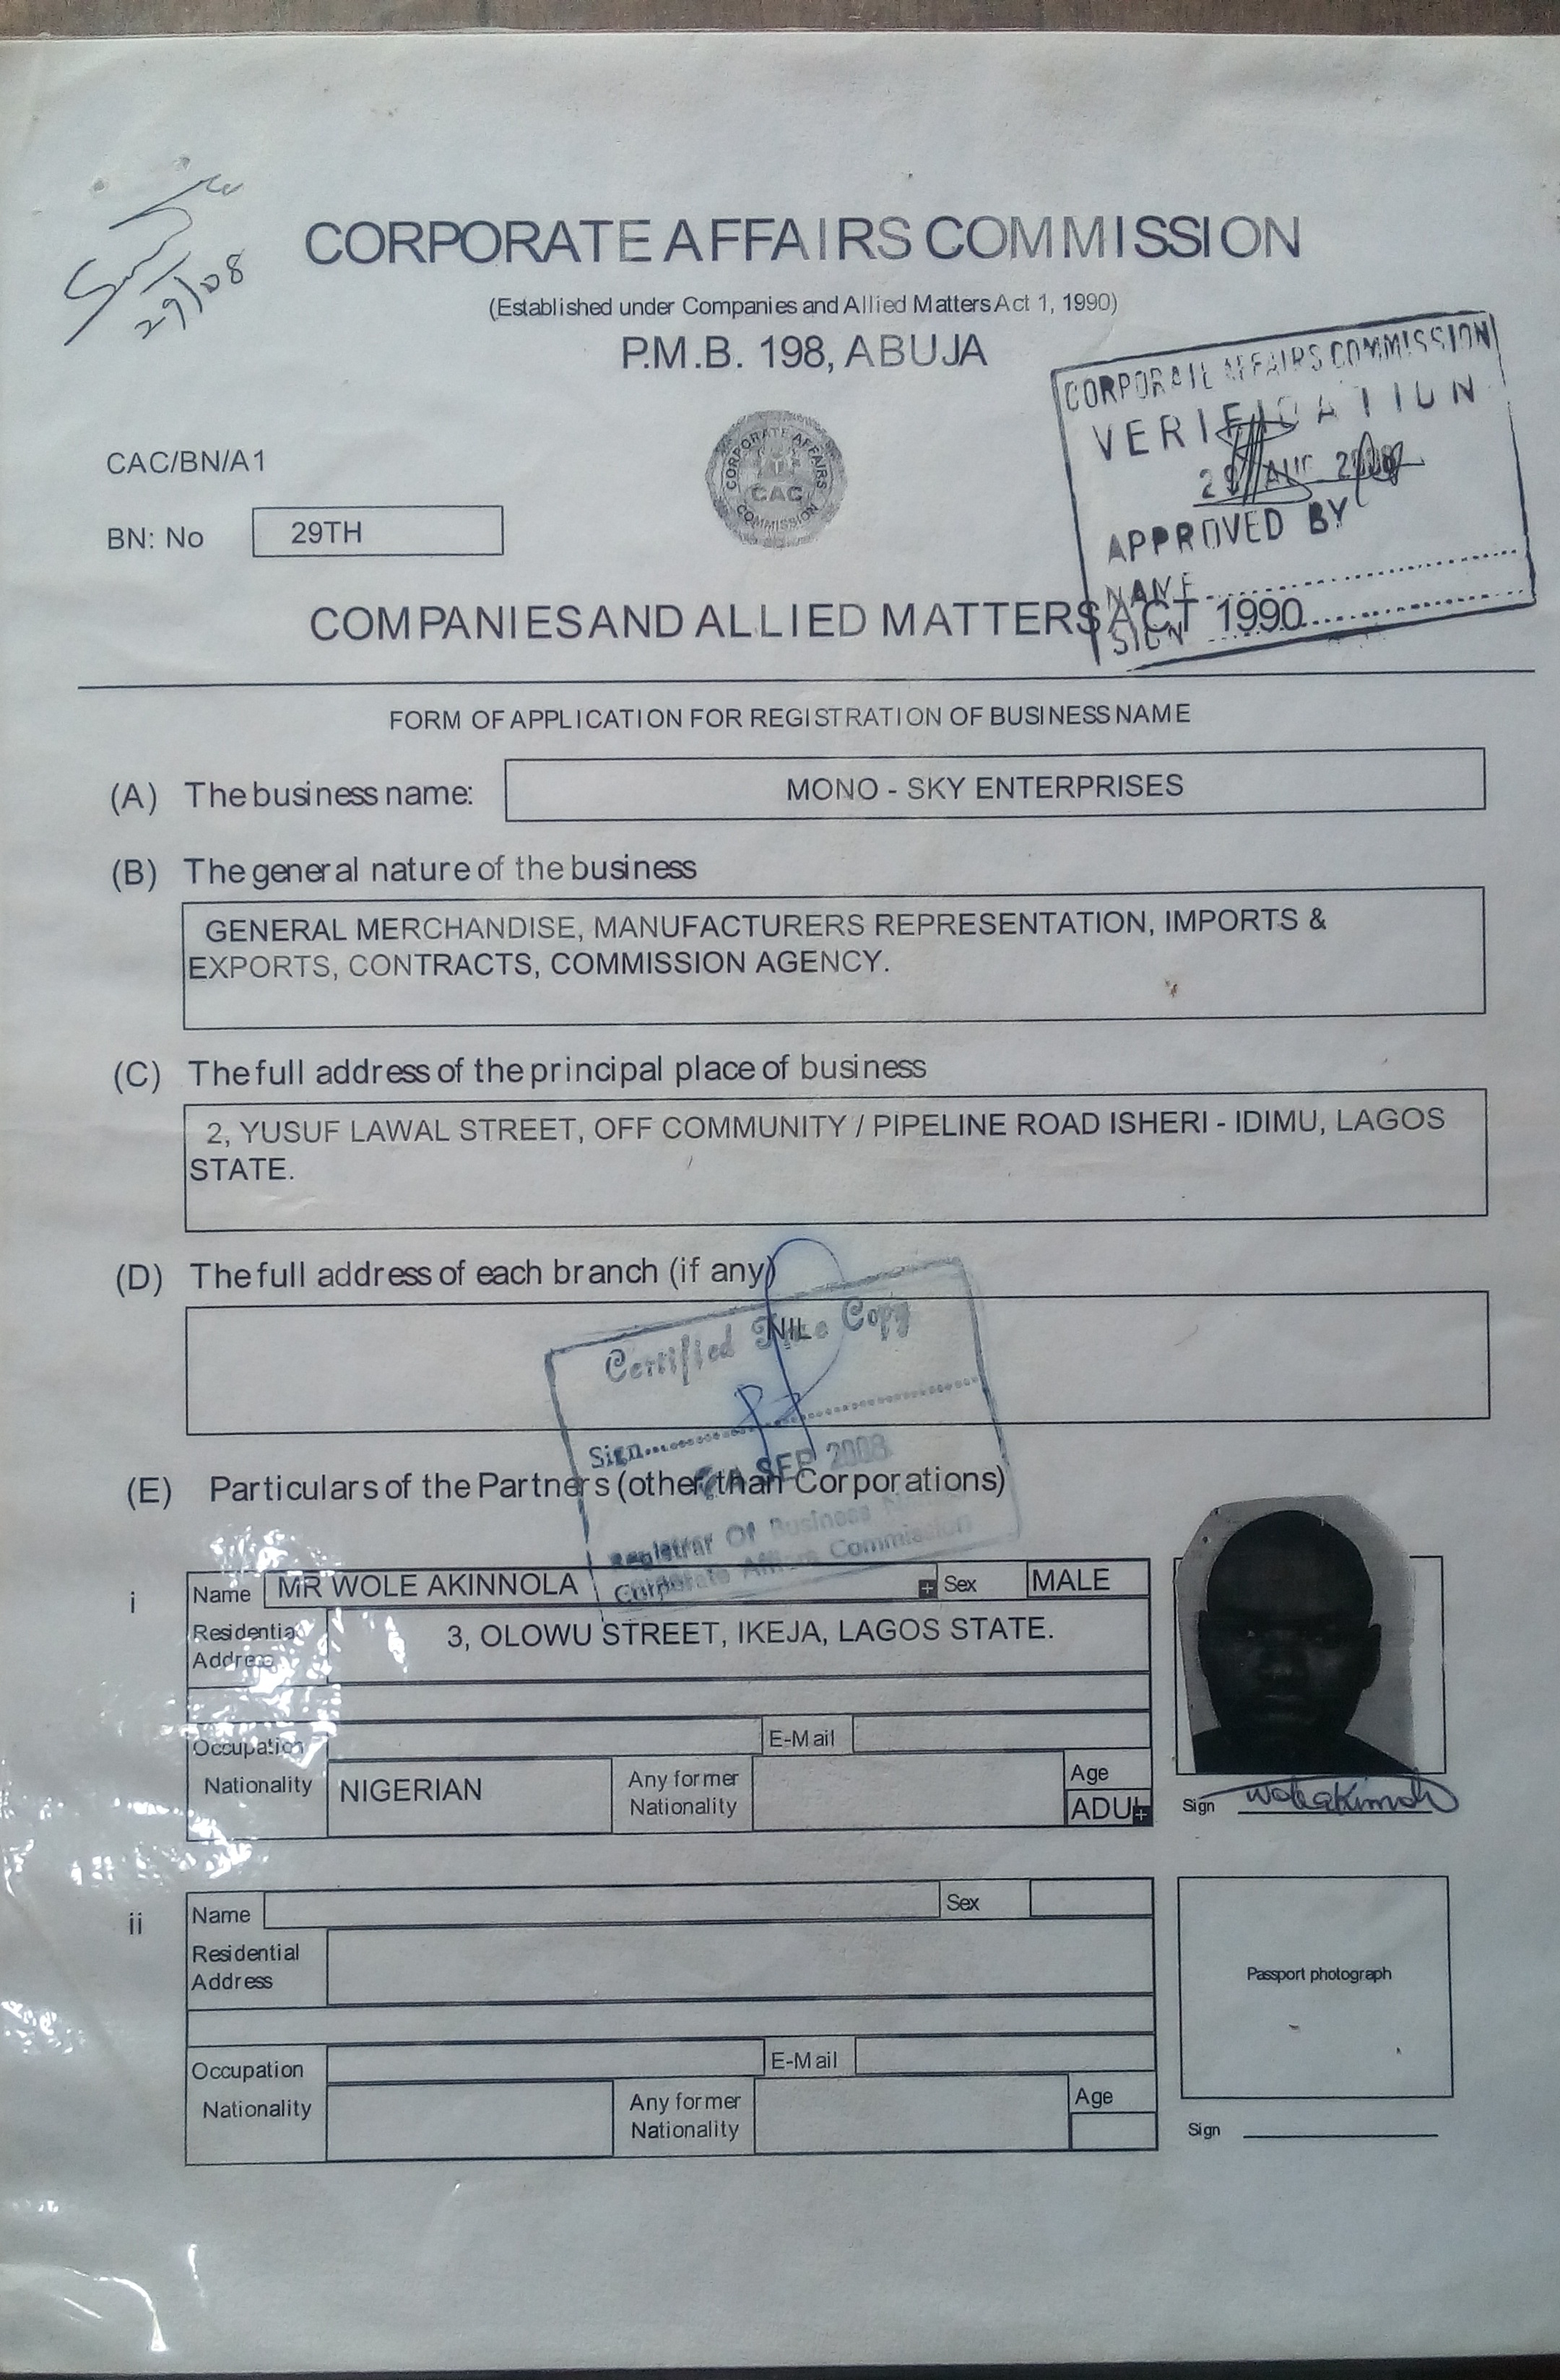 29/08
CORPORATE AFFAIRS COMMISSION
(Established under Companies and Allied Matters Act 1, 1990)
P.M.B. 198, ABUJA
CORPORATE AFFAIRS COMMISSION
VERIFICATION
APPROVED BY
NAME
SIGN
CORPORATE AFFAIRS
CAC
COMMISSION
CAC/BN/A1
BN: No 29TH
COMPANIES AND ALLIED MATTERS ACT 1990
FORM OF APPLICATION FOR REGISTRATION OF BUSINESS NAME
(A) The business name: MONO - SKY ENTERPRISES
(B) The general nature of the business
GENERAL MERCHANDISE, MANUFACTURERS REPRESENTATION, IMPORTS &
EXPORTS, CONTRACTS, COMMISSION AGENCY.
(C) The full address of the principal place of business
2, YUSUF LAWAL STREET, OFF COMMUNITY / PIPELINE ROAD ISHERI - IDIMU, LAGOS
STATE.
(D) The full address of each branch (if any)
NIL
Certified True Copy
Sign
SEP 2008
Registrar Of Business
Corporate Affairs Commission
(E) Particulars of the Partners (other than Corporations)
i Name MR WOLE AKINNOLA Sex MALE
Residential
Address
3, OLOWU STREET, IKEJA, LAGOS STATE.
Occupation E-Mail
Nationality NIGERIAN Any former
Nationality
Age
ADUL
Sign
ii Name Sex
Residential
Address
Passport photograph
Occupation E-Mail
Nationality Any former
Nationality
Age
Sign